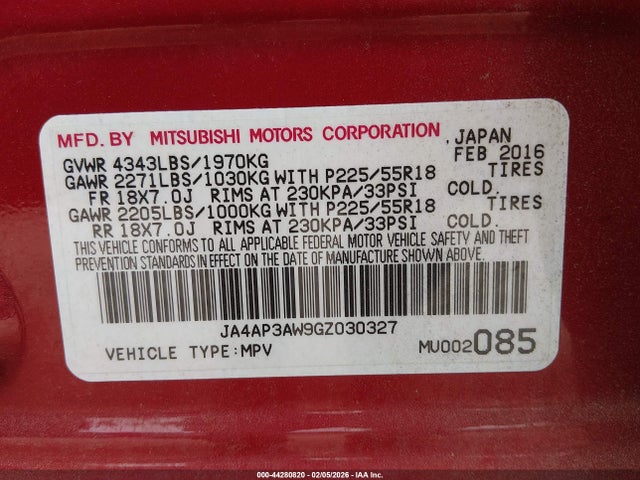 MFD. BY MITSUBISHI MOTORS CORPORATION , JAPAN
GVWR 4343LBS/1970KG FEB 2016
GAWR 2271LBS/1030KG WITH P225/55R18 TIRES
FR 18X7.0J RIMS AT 230KPA/33PSI COLD.
GAWR 2205LBS/1000KG WITH P225/55R18 TIRES
RR 18X7.0J RIMS AT 230KPA/33PSI COLD.
THIS VEHICLE CONFORMS TO ALL APPLICABLE FEDERAL MOTOR VEHICLE SAFETY AND THEFT
PREVENTION STANDARDS IN EFFECT ON THE DATE OF MANUFACTURE SHOWN ABOVE.
JA4AP3AW9GZ030327
VEHICLE TYPE:MPV MU002085
000-44280820 - 02/05/2026 - IAA Inc.